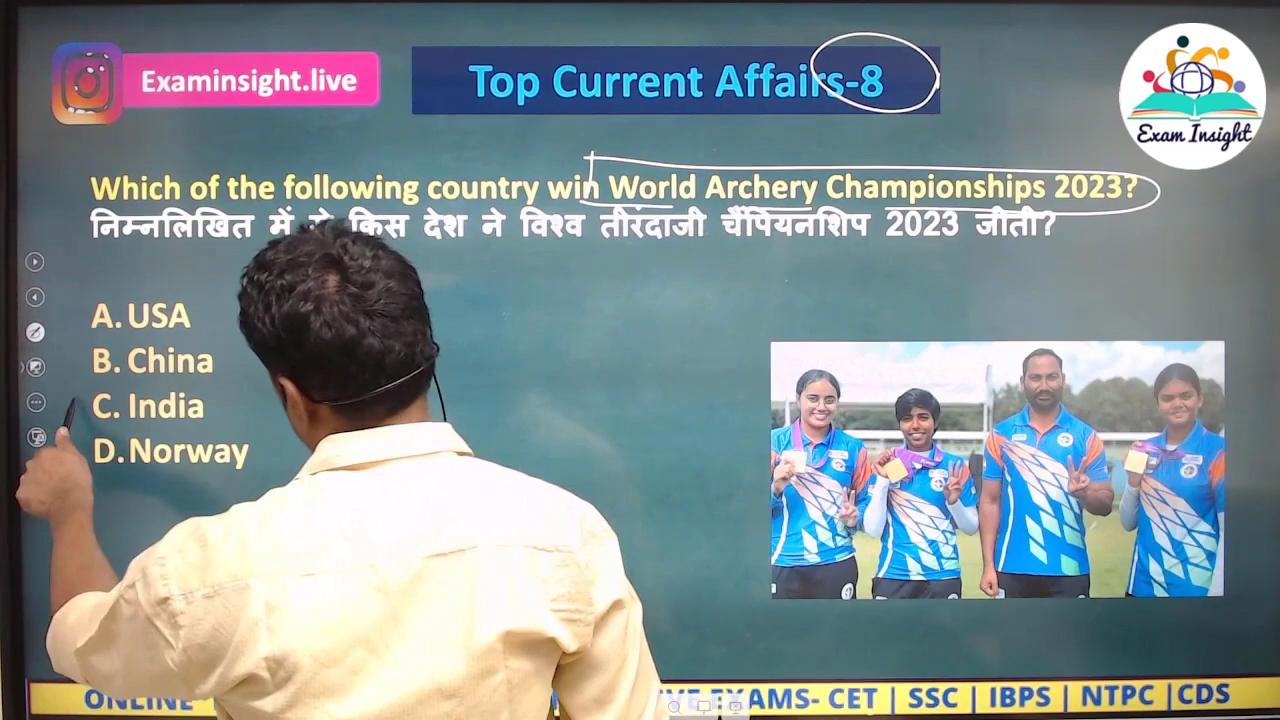 Examinsight.live
Top Current Affairs-8
Exam Insight
Which of the following country win World Archery Championships 2023?
निम्नलिखित में किस देश ने विश्व तीरंदाजी चैंपियनशिप 2023 जीती?
A. USA
B. China
C. India
D. Norway
ONLINE EXAMS- CET | SSC | IBPS | NTPC |CDS